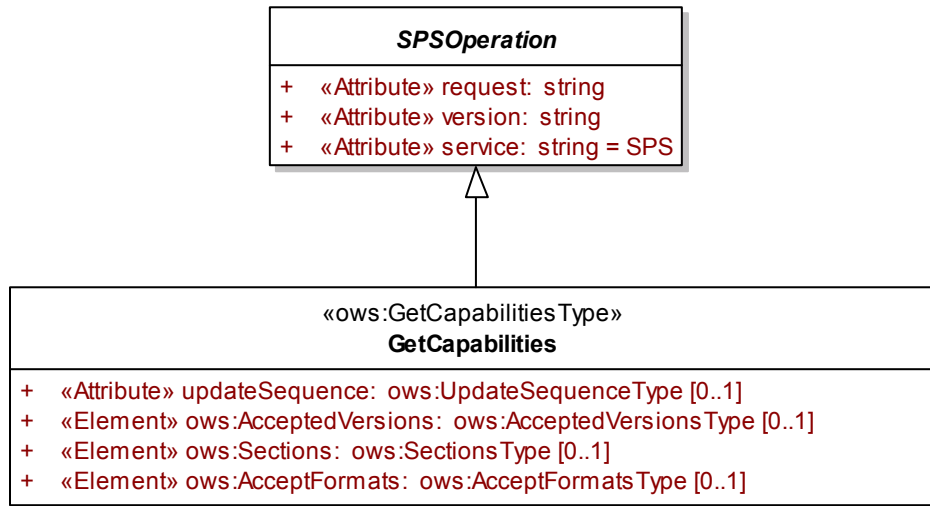 SPSOperation
+ «Attribute» request: string
+ «Attribute» version: string
+ «Attribute» service: string = SPS
«ows:GetCapabilitiesType»
GetCapabilities
+ «Attribute» updateSequence: ows:UpdateSequenceType [0..1]
+ «Element» ows:AcceptedVersions: ows:AcceptedVersionsType [0..1]
+ «Element» ows:Sections: ows:SectionsType [0..1]
+ «Element» ows:AcceptFormats: ows:AcceptFormatsType [0..1]